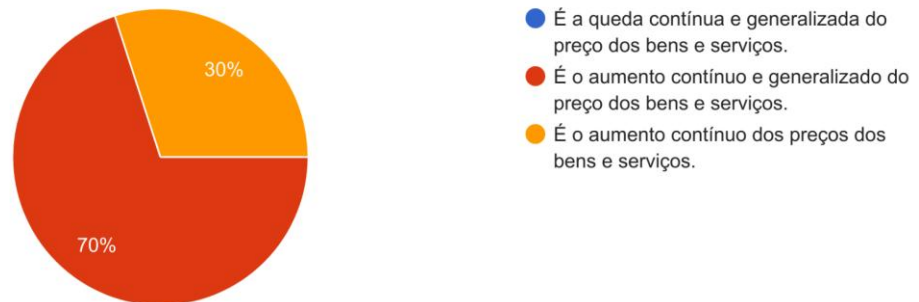 30%
70%
É a queda contínua e generalizada do
preço dos bens e serviços.
É o aumento contínuo e generalizado do
preço dos bens e serviços.
É o aumento contínuo dos preços dos
bens e serviços.